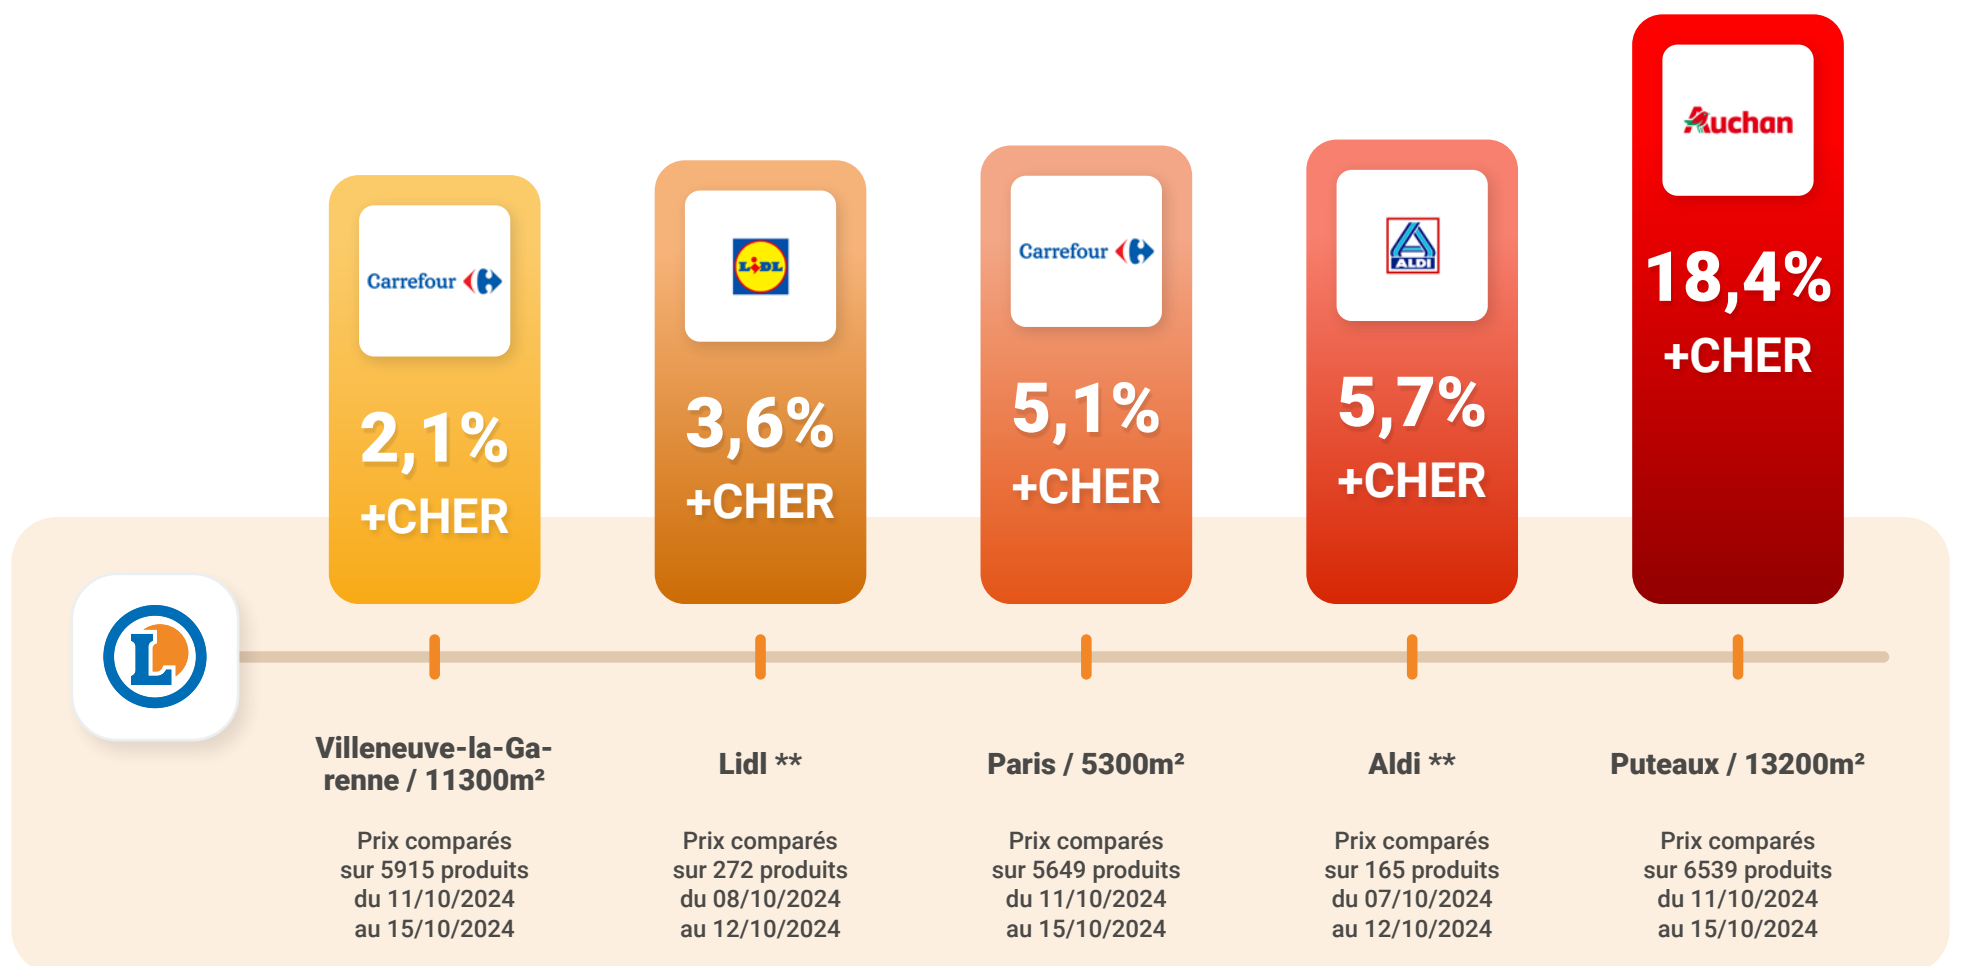 Carrefour
2,1%
+CHER
LIDL
3,6%
+CHER
Carrefour
5,1%
+CHER
ALDI
5,7%
+CHER
Auchan
18,4%
+CHER
L
Villeneuve-la-Ga-
renne / 11300m²
Prix comparés
sur 5915 produits
du 11/10/2024
au 15/10/2024
Lidl **
Prix comparés
sur 272 produits
du 08/10/2024
au 12/10/2024
Paris / 5300m²
Prix comparés
sur 5649 produits
du 11/10/2024
au 15/10/2024
Aldi **
Prix comparés
sur 165 produits
du 07/10/2024
au 12/10/2024
Puteaux / 13200m²
Prix comparés
sur 6539 produits
du 11/10/2024
au 15/10/2024